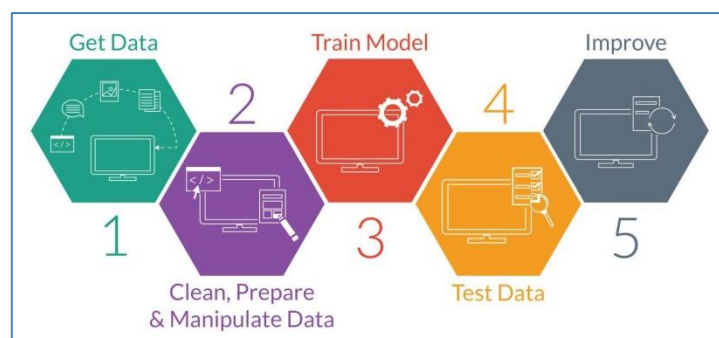 Get Data
1
2
Clean, Prepare
& Manipulate Data
Train Model
3
4
Test Data
Improve
5
</>
</>